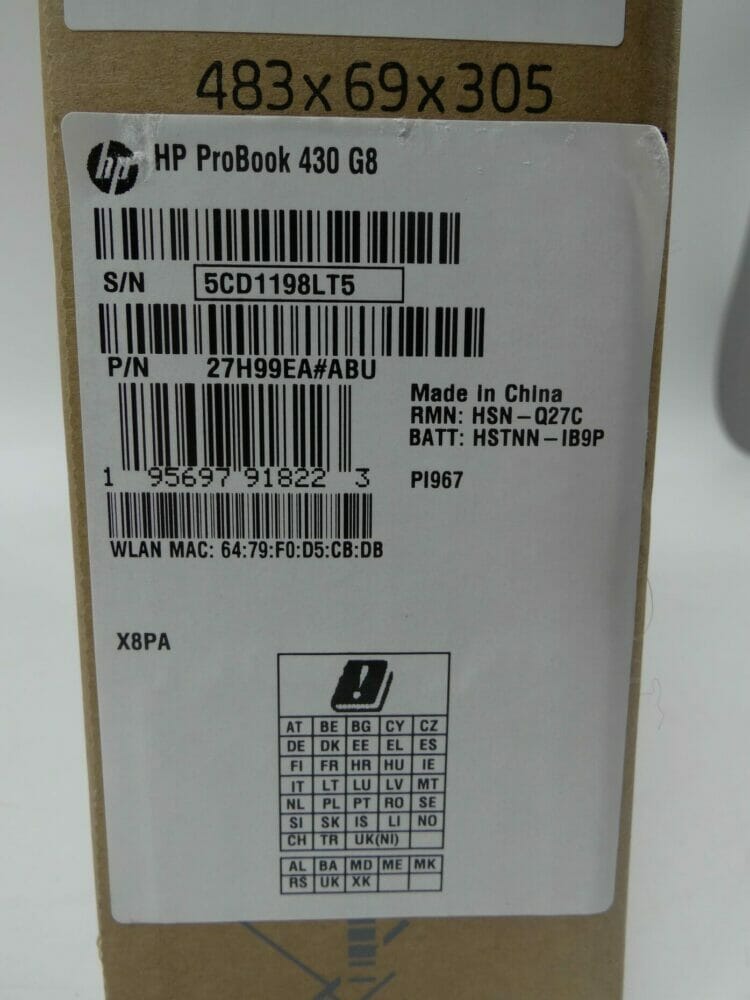 483x69x305
hp HP ProBook 430 G8
S/N 5CD1198LT5
P/N 27H99EA#ABU
Made In China
RMN: HSN-Q27C
BATT: HSTNN-IB9P
1 95697 91822 3
PI967
WLAN MAC: 64:79:F0:D5:CB:DB
X8PA
!
AT BE BG CY CZ
DE DK EE EL ES
FI FR HR HU IE
IT LT LU LV MT
NL PL PT RO SE
SI SK IS LI NO
CH TR UK(NI)
AL BA MD ME MK
RS UK XK